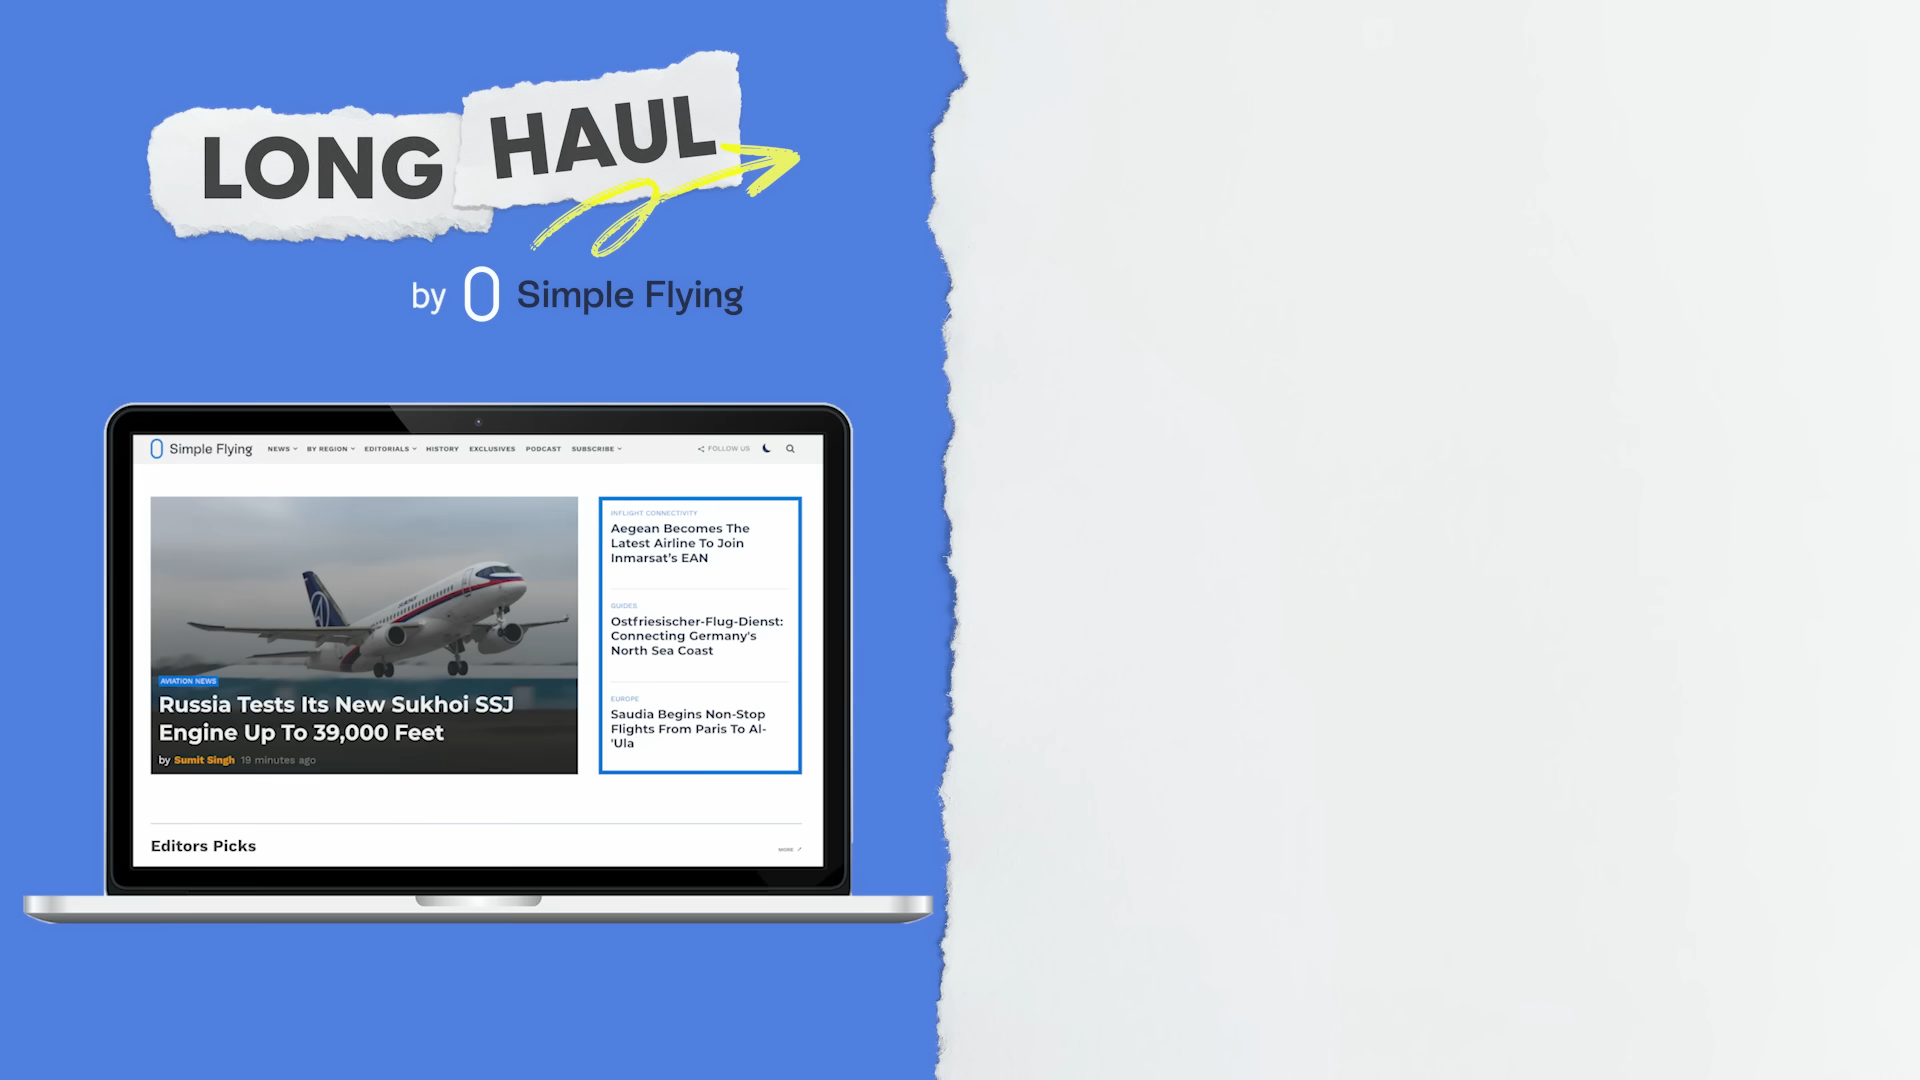 LONG HAUL
by Simple Flying
Simple Flying NEWS BY REGION EDITORIALS HISTORY EXCLUSIVES PODCAST SUBSCRIBE FOLLOW US
AVIATION NEWS
Russia Tests Its New Sukhoi SSJ
Engine Up To 39,000 Feet
by Sumit Singh 19 minutes ago
INFLIGHT CONNECTIVITY
Aegean Becomes The
Latest Airline To Join
Inmarsat's EAN
GUIDES
Ostfriesischer-Flug-Dienst:
Connecting Germany's
North Sea Coast
EUROPE
Saudia Begins Non-Stop
Flights From Paris To Al-
'Ula
Editors Picks
MORE